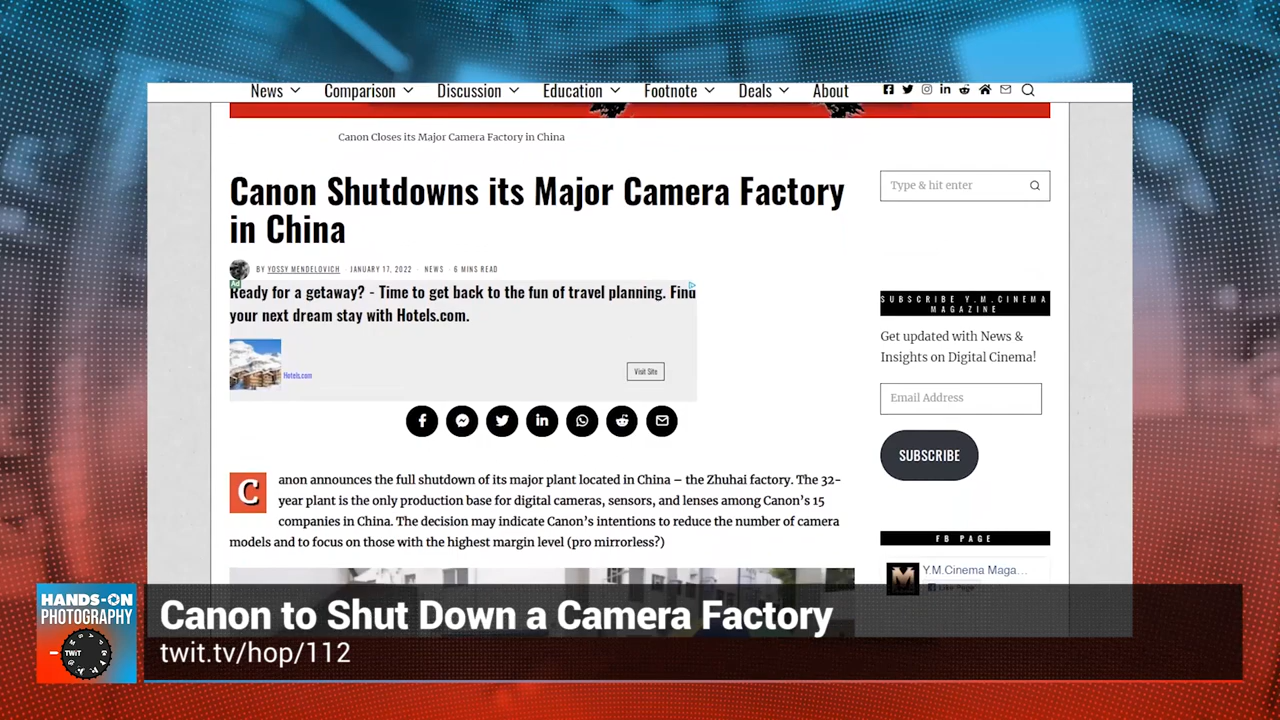 News Comparison Discussion Education Footnote Deals About
Canon Closes its Major Camera Factory in China
Canon Shutdowns its Major Camera Factory
in China
BY YOSSY MENDELOVICH JANUARY 17, 2022 NEWS 6 MINS READ
Ad
Ready for a getaway? - Time to get back to the fun of travel planning. Find
your next dream stay with Hotels.com.
Hotels.com
Visit Site
Canon announces the full shutdown of its major plant located in China – the Zhuhai factory. The 32-
year plant is the only production base for digital cameras, sensors, and lenses among Canon's 15
companies in China. The decision may indicate Canon's intentions to reduce the number of camera
models and to focus on those with the highest margin level (pro mirrorless?)
Type & hit enter
SUBSCRIBE Y.M.CINEMA
MAGAZINE
Get updated with News &
Insights on Digital Cinema!
Email Address
SUBSCRIBE
FB PAGE
Y.M.Cinema Maga...
Like Page
HANDS-ON
PHOTOGRAPHY
TWiT
Canon to Shut Down a Camera Factory
twit.tv/hop/112